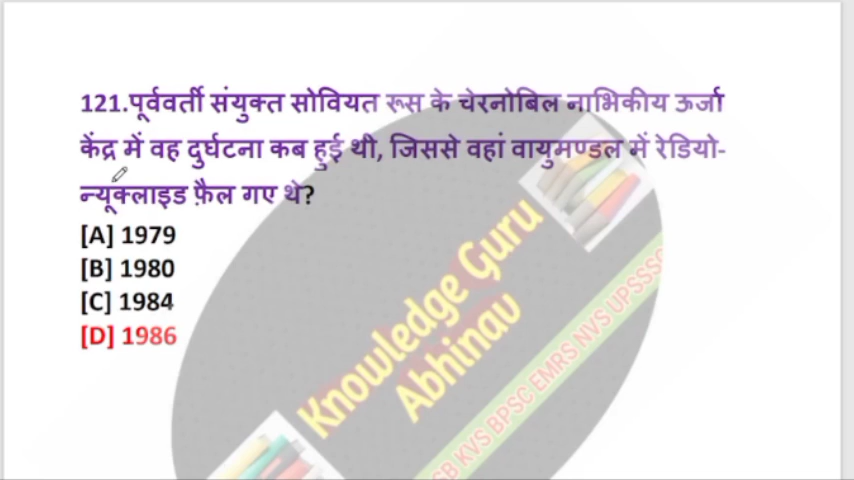 121.पूर्ववर्ती संयुक्त सोवियत रूस के चेरनोबिल नाभिकीय ऊर्जा
केंद्र में वह दुर्घटना कब हुई थी, जिससे वहां वायुमण्डल में रेडियो-
न्यूक्लाइड फ़ैल गए थे?
[A] 1979
[B] 1980
[C] 1984
[D] 1986
Knowledge Guru
Abhinav
KVS BPSC EMRS NVS UPSSSC